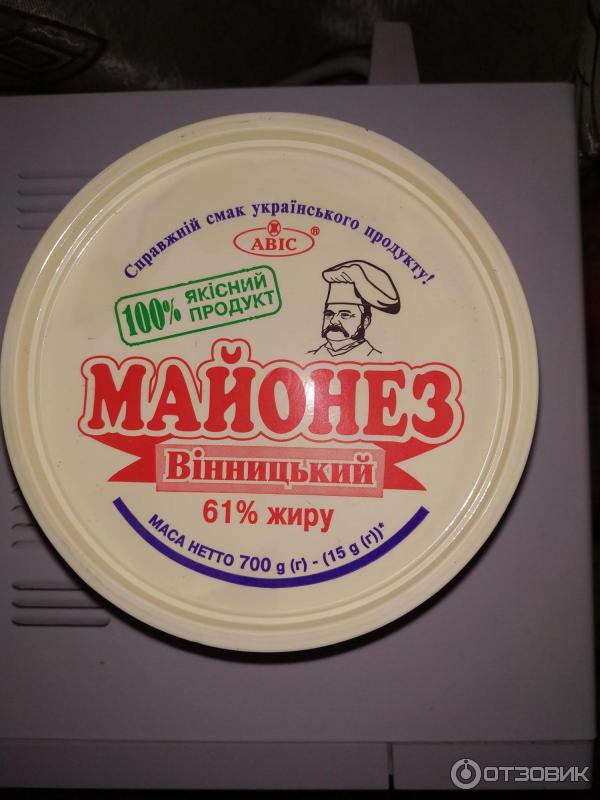 Справжній смак українського продукту!
АВІС ®
100% ЯКІСНИЙ
ПРОДУКТ
МАЙОНЕЗ
Вінницький
61% жиру
МАСА НЕТТО 700 g (г) - (15 g (г))*
ОТЗОВИК